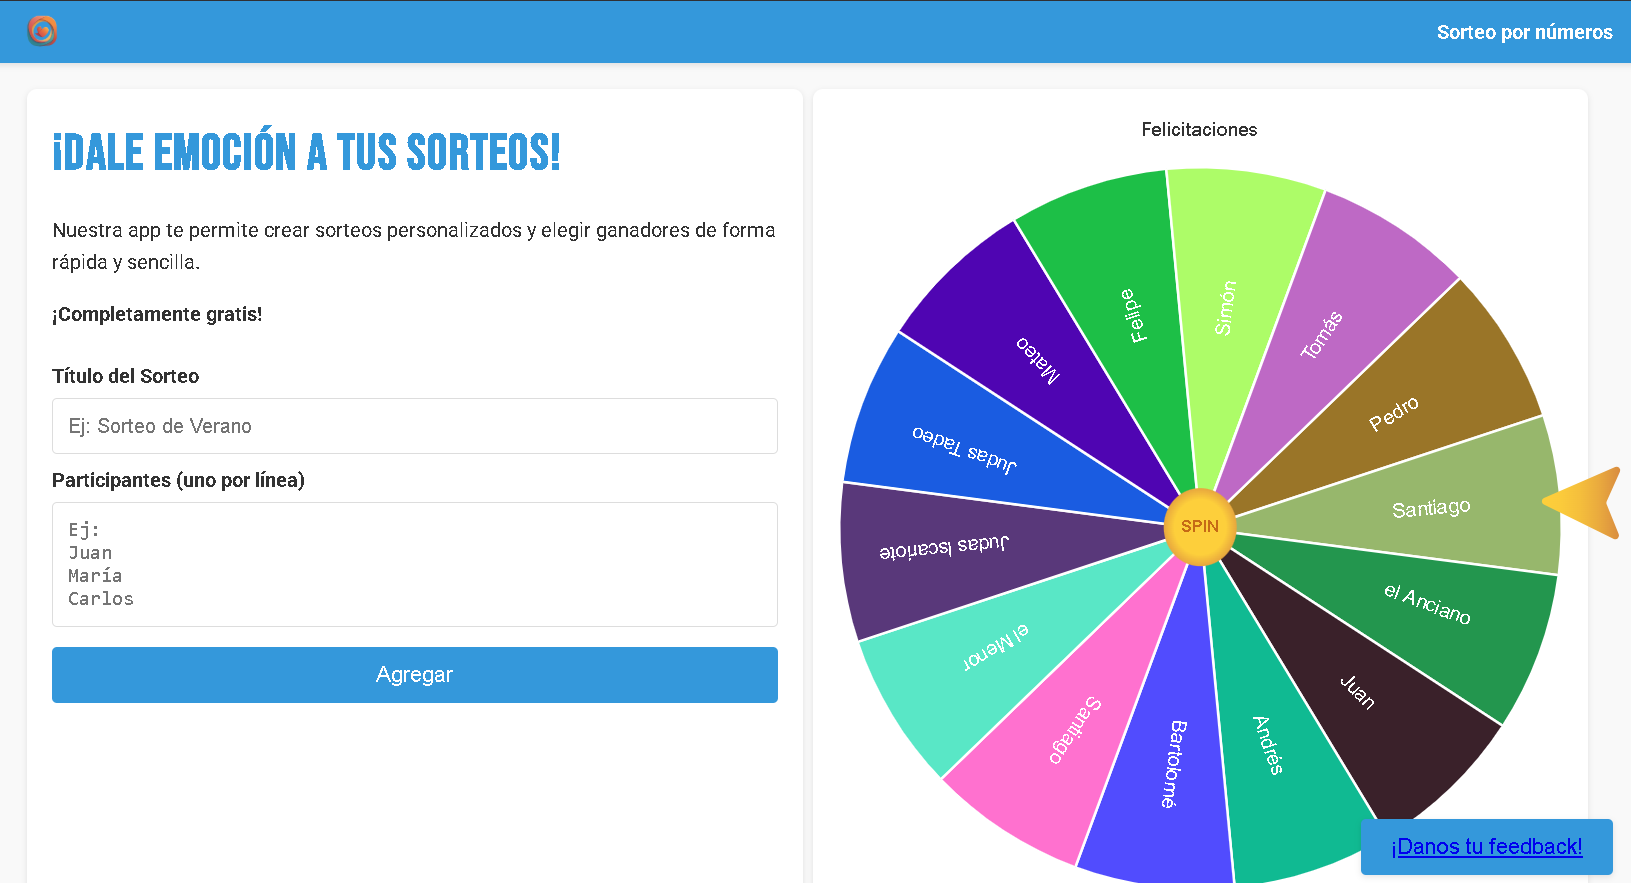 Sorteo por números
¡DALE EMOCIÓN A TUS SORTEOS!
Nuestra app te permite crear sorteos personalizados y elegir ganadores de forma
rápida y sencilla.
¡Completamente gratis!
Título del Sorteo
Ej: Sorteo de Verano
Participantes (uno por línea)
Ej:
Juan
María
Carlos
Agregar
Felicitaciones
Simón
Tomás
Pedro
Santiago
el Anciano
Juan
Andrés
Bartolomé
Santiago
el Menor
Judas Iscariote
Judas Tadeo
Mateo
Felipe
SPIN
¡Danos tu feedback!